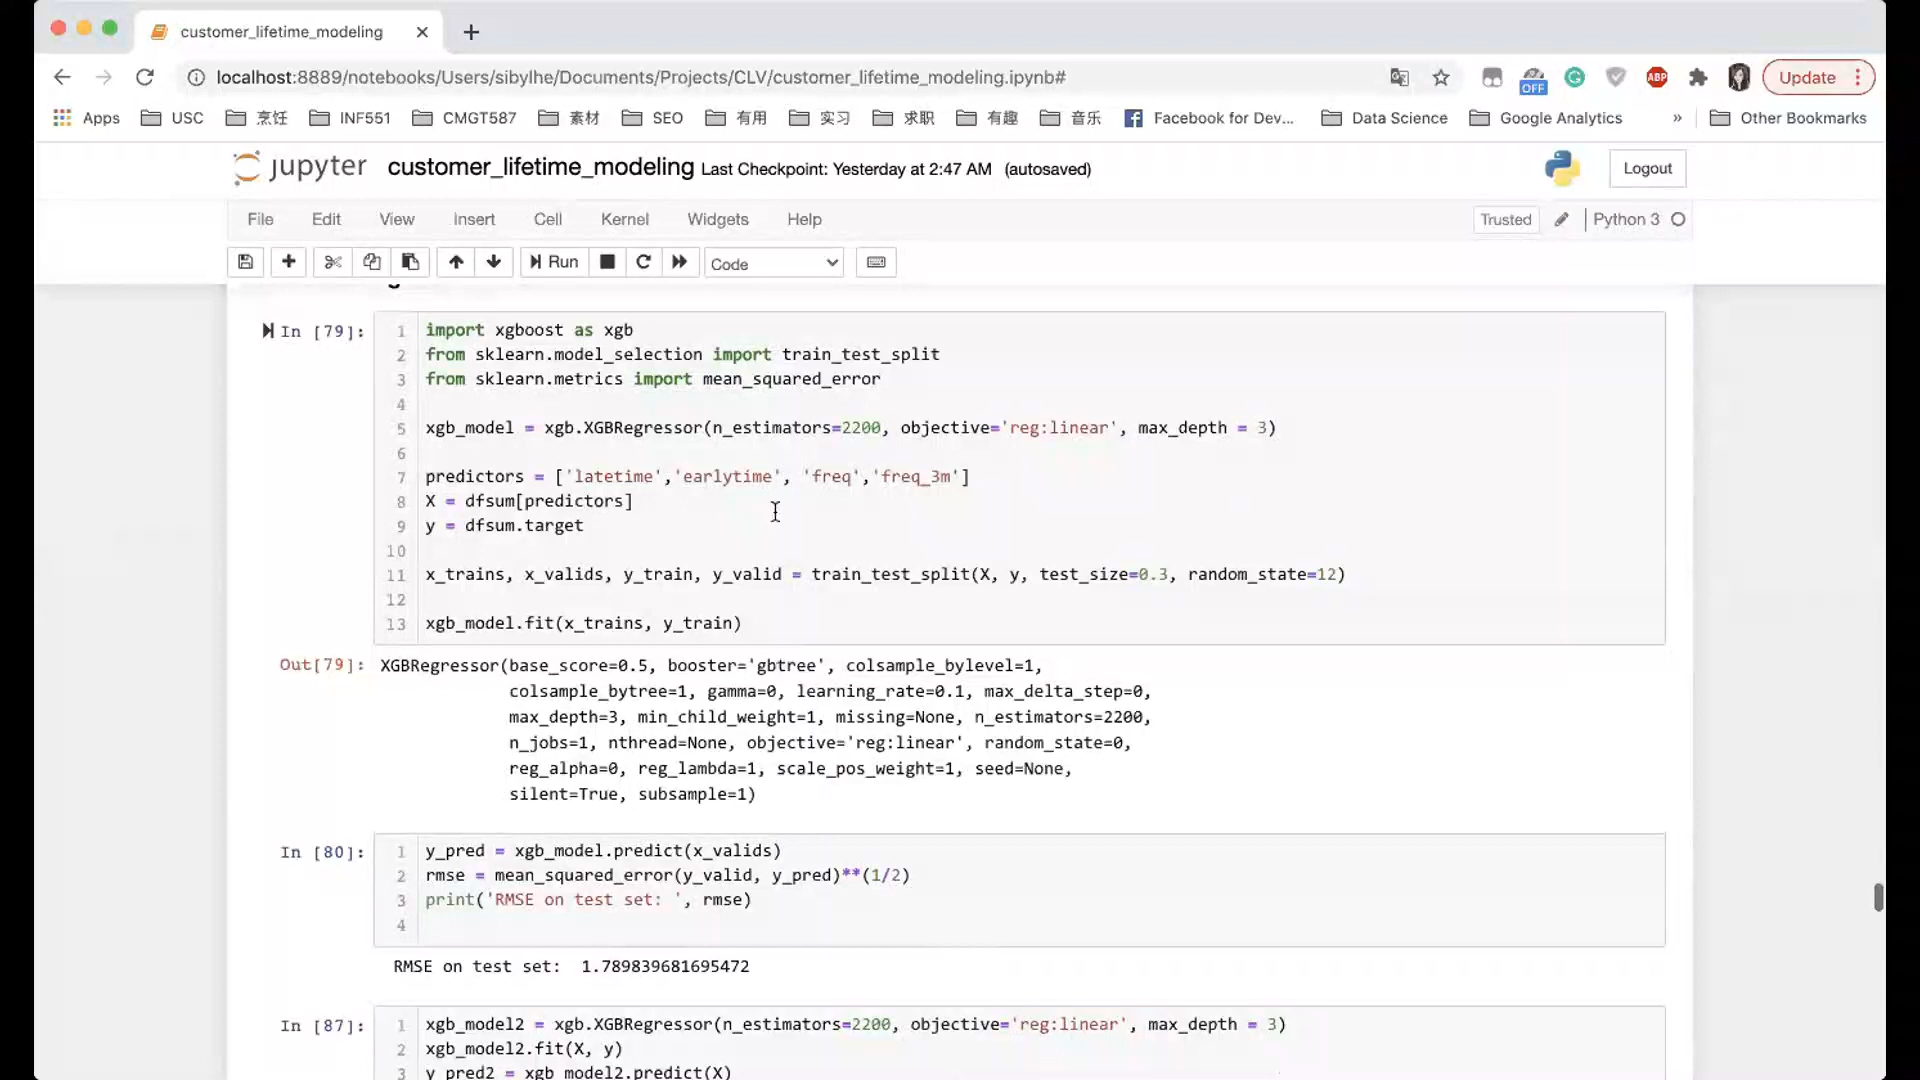 customer_lifetime_modeling
localhost:8889/notebooks/Users/sibylhe/Documents/Projects/CLV/customer_lifetime_modeling.ipynb#
OFF
ABP
Update
Apps USC 烹饪 INF551 CMGT587 素材 SEO 有用 实习 求职 有趣 音乐 Facebook for Dev... Data Science Google Analytics » Other Bookmarks
jupyter customer_lifetime_modeling Last Checkpoint: Yesterday at 2:47 AM (autosaved) Logout
File Edit View Insert Cell Kernel Widgets Help Trusted Python 3
Run Code
In [79]:
1 import xgboost as xgb
2 from sklearn.model_selection import train_test_split
3 from sklearn.metrics import mean_squared_error
4
5 xgb_model = xgb.XGBRegressor(n_estimators=2200, objective='reg:linear', max_depth = 3)
6
7 predictors = ['latetime','earlytime', 'freq','freq_3m']
8 X = dfsum[predictors]
9 y = dfsum.target
10
11 x_trains, x_valids, y_train, y_valid = train_test_split(X, y, test_size=0.3, random_state=12)
12
13 xgb_model.fit(x_trains, y_train)
Out[79]: XGBRegressor(base_score=0.5, booster='gbtree', colsample_bylevel=1,
colsample_bytree=1, gamma=0, learning_rate=0.1, max_delta_step=0,
max_depth=3, min_child_weight=1, missing=None, n_estimators=2200,
n_jobs=1, nthread=None, objective='reg:linear', random_state=0,
reg_alpha=0, reg_lambda=1, scale_pos_weight=1, seed=None,
silent=True, subsample=1)
In [80]:
1 y_pred = xgb_model.predict(x_valids)
2 rmse = mean_squared_error(y_valid, y_pred)**(1/2)
3 print('RMSE on test set: ', rmse)
4
RMSE on test set:  1.789839681695472
In [87]:
1 xgb_model2 = xgb.XGBRegressor(n_estimators=2200, objective='reg:linear', max_depth = 3)
2 xgb_model2.fit(X, y)
3 y_pred2 = xgb_model2.predict(X)